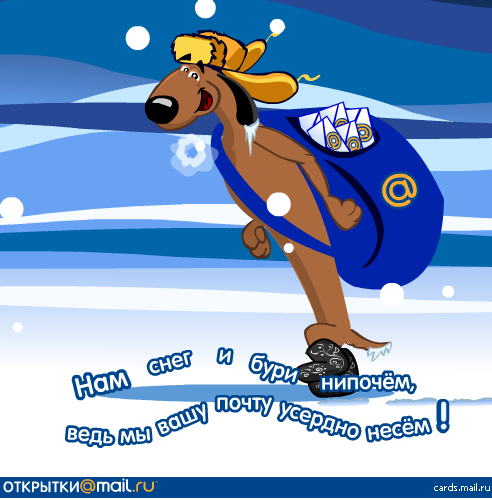 @
Нам снег и бури нипочём,
ведь мы вашу почту усердно несём!
ОТКРЫТКИ@mail.ru
cards.mail.ru